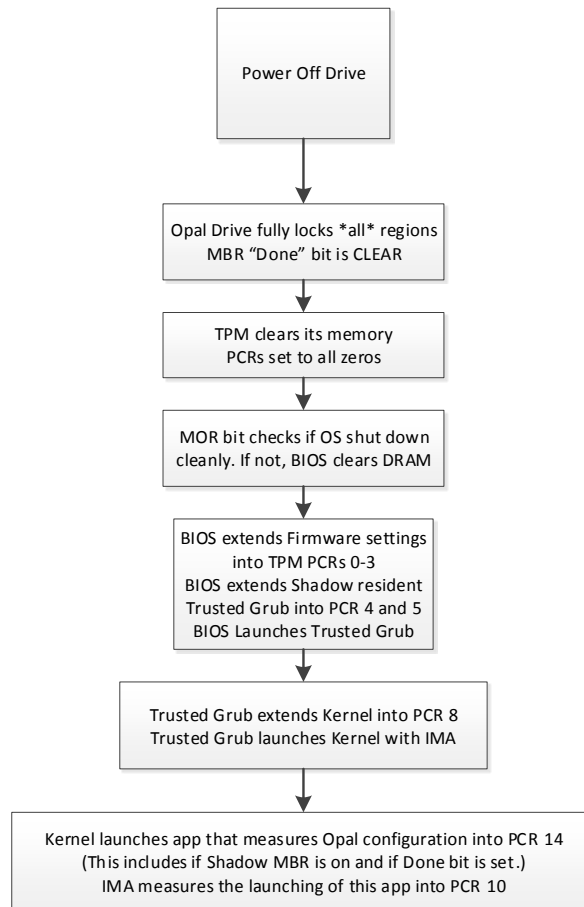 Power Off Drive
Opal Drive fully locks *all* regions
MBR “Done” bit is CLEAR
TPM clears its memory
PCRs set to all zeros
MOR bit checks if OS shut down
cleanly. If not, BIOS clears DRAM
BIOS extends Firmware settings
into TPM PCRs 0-3
BIOS extends Shadow resident
Trusted Grub into PCR 4 and 5
BIOS Launches Trusted Grub
Trusted Grub extends Kernel into PCR 8
Trusted Grub launches Kernel with IMA
Kernel launches app that measures Opal configuration into PCR 14
(This includes if Shadow MBR is on and if Done bit is set.)
IMA measures the launching of this app into PCR 10